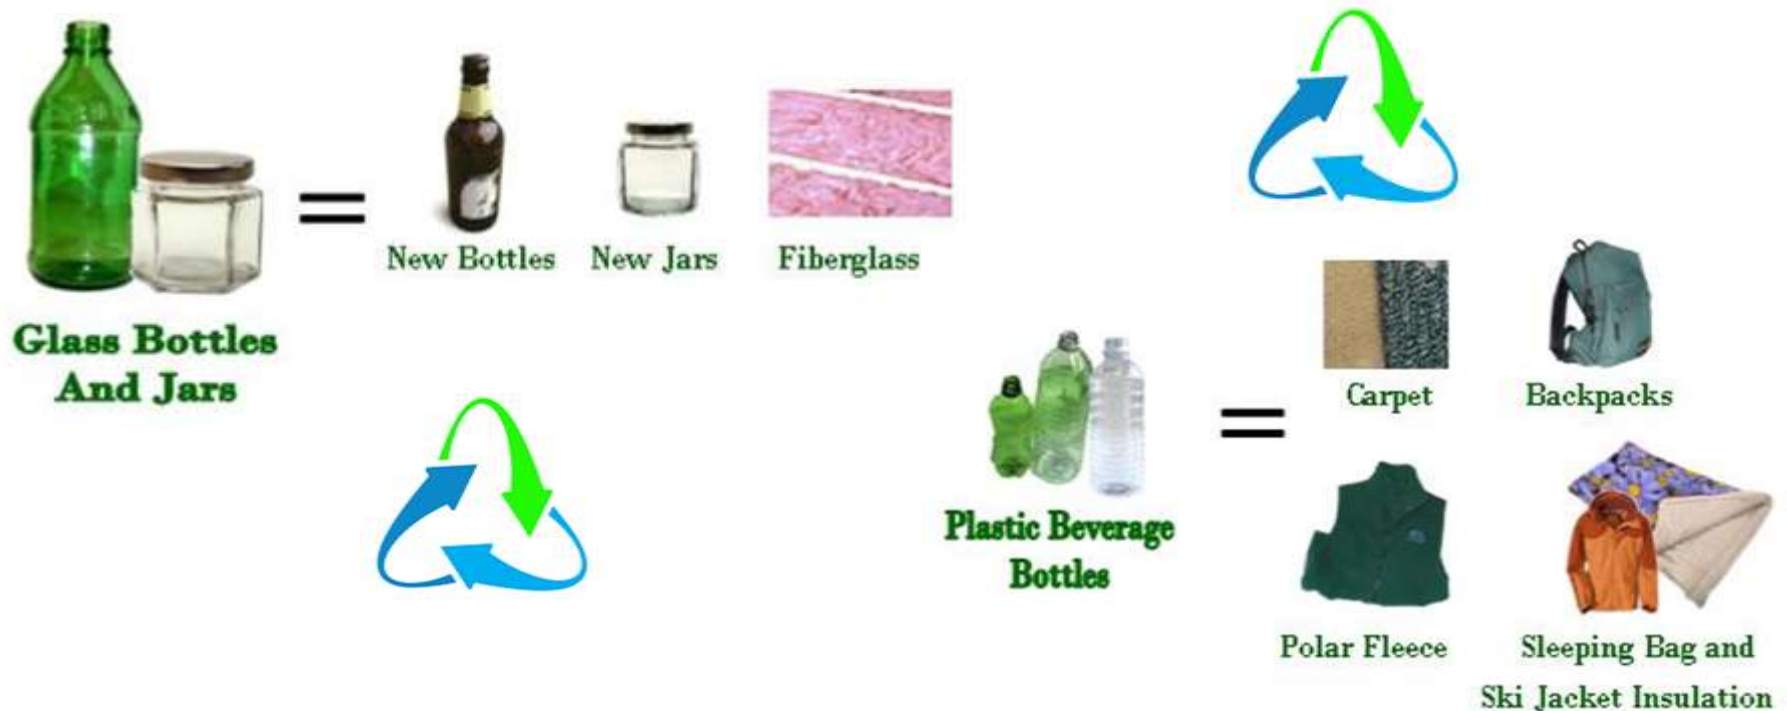 New Bottles
New Jars
Fiberglass
Glass Bottles
And Jars
Carpet
Backpacks
Plastic Beverage
Bottles
Polar Fleece
Sleeping Bag and
Ski Jacket Insulation